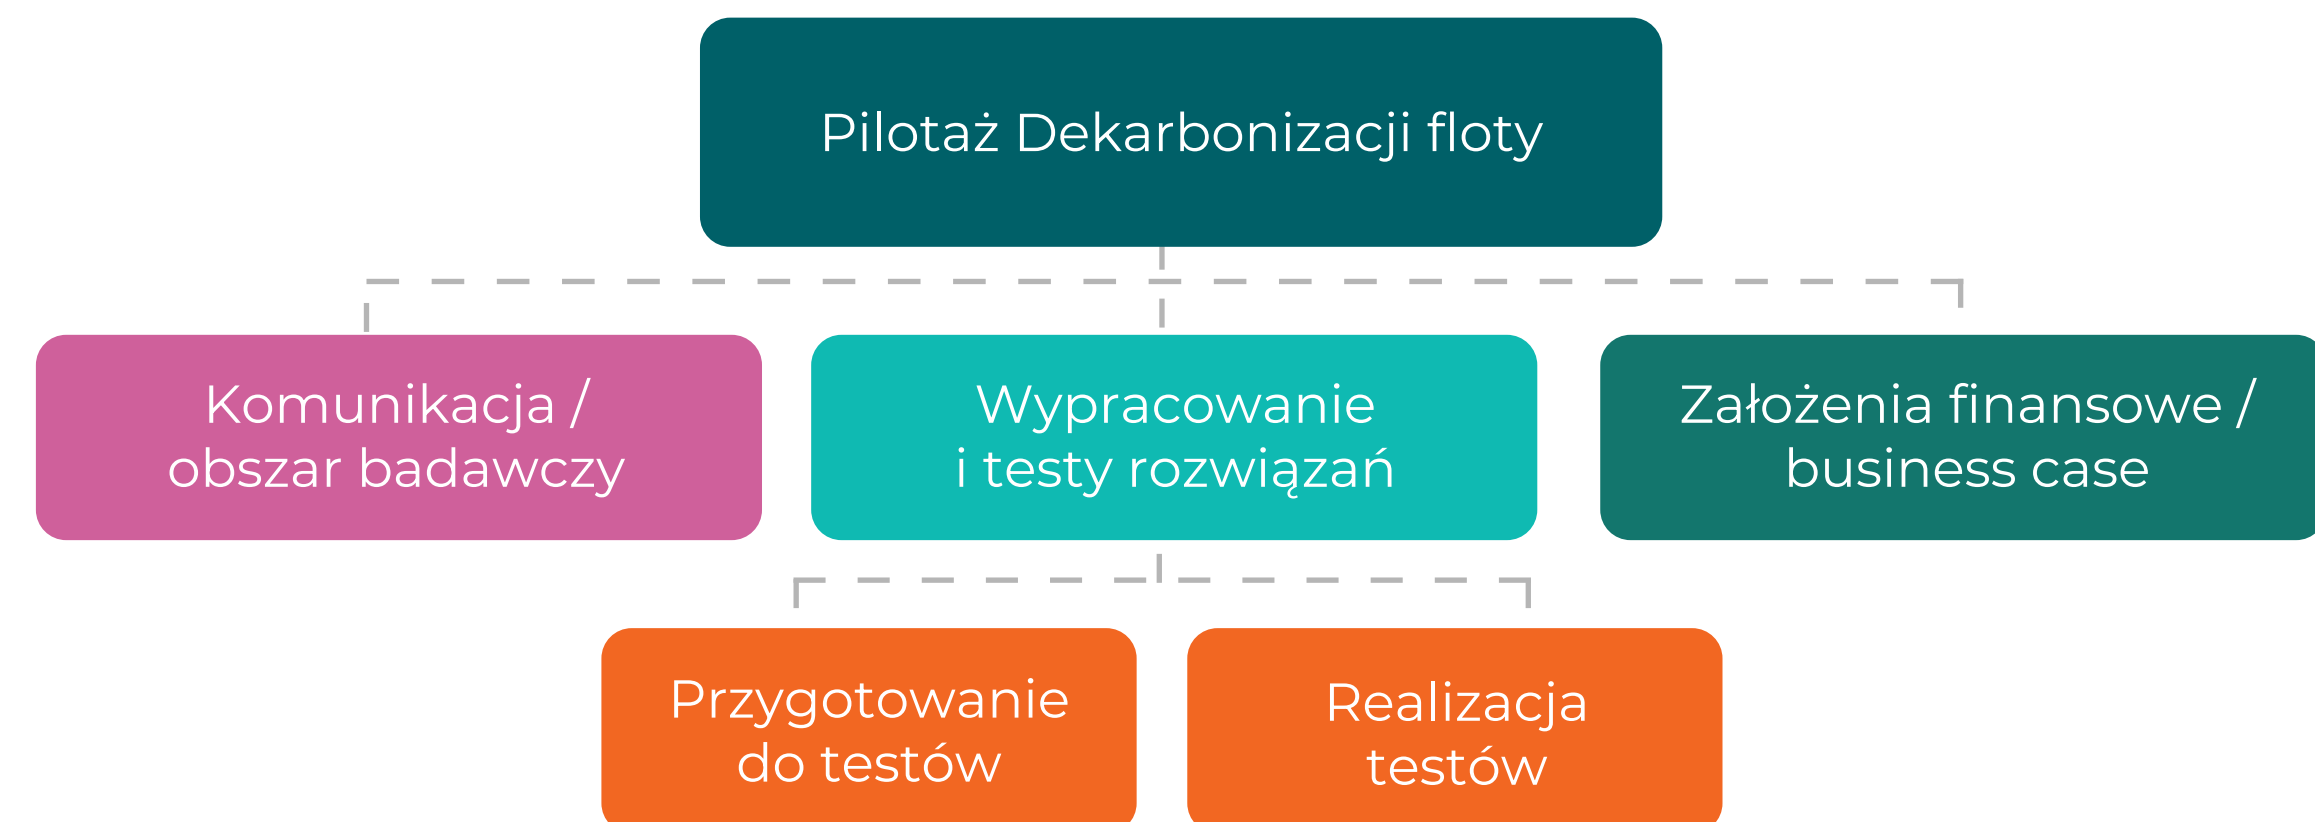 Pilotaż Dekarbonizacji floty
Komunikacja /
obszar badawczy
Wypracowanie
i testy rozwiązań
Założenia finansowe /
business case
Przygotowanie
do testów
Realizacja
testów